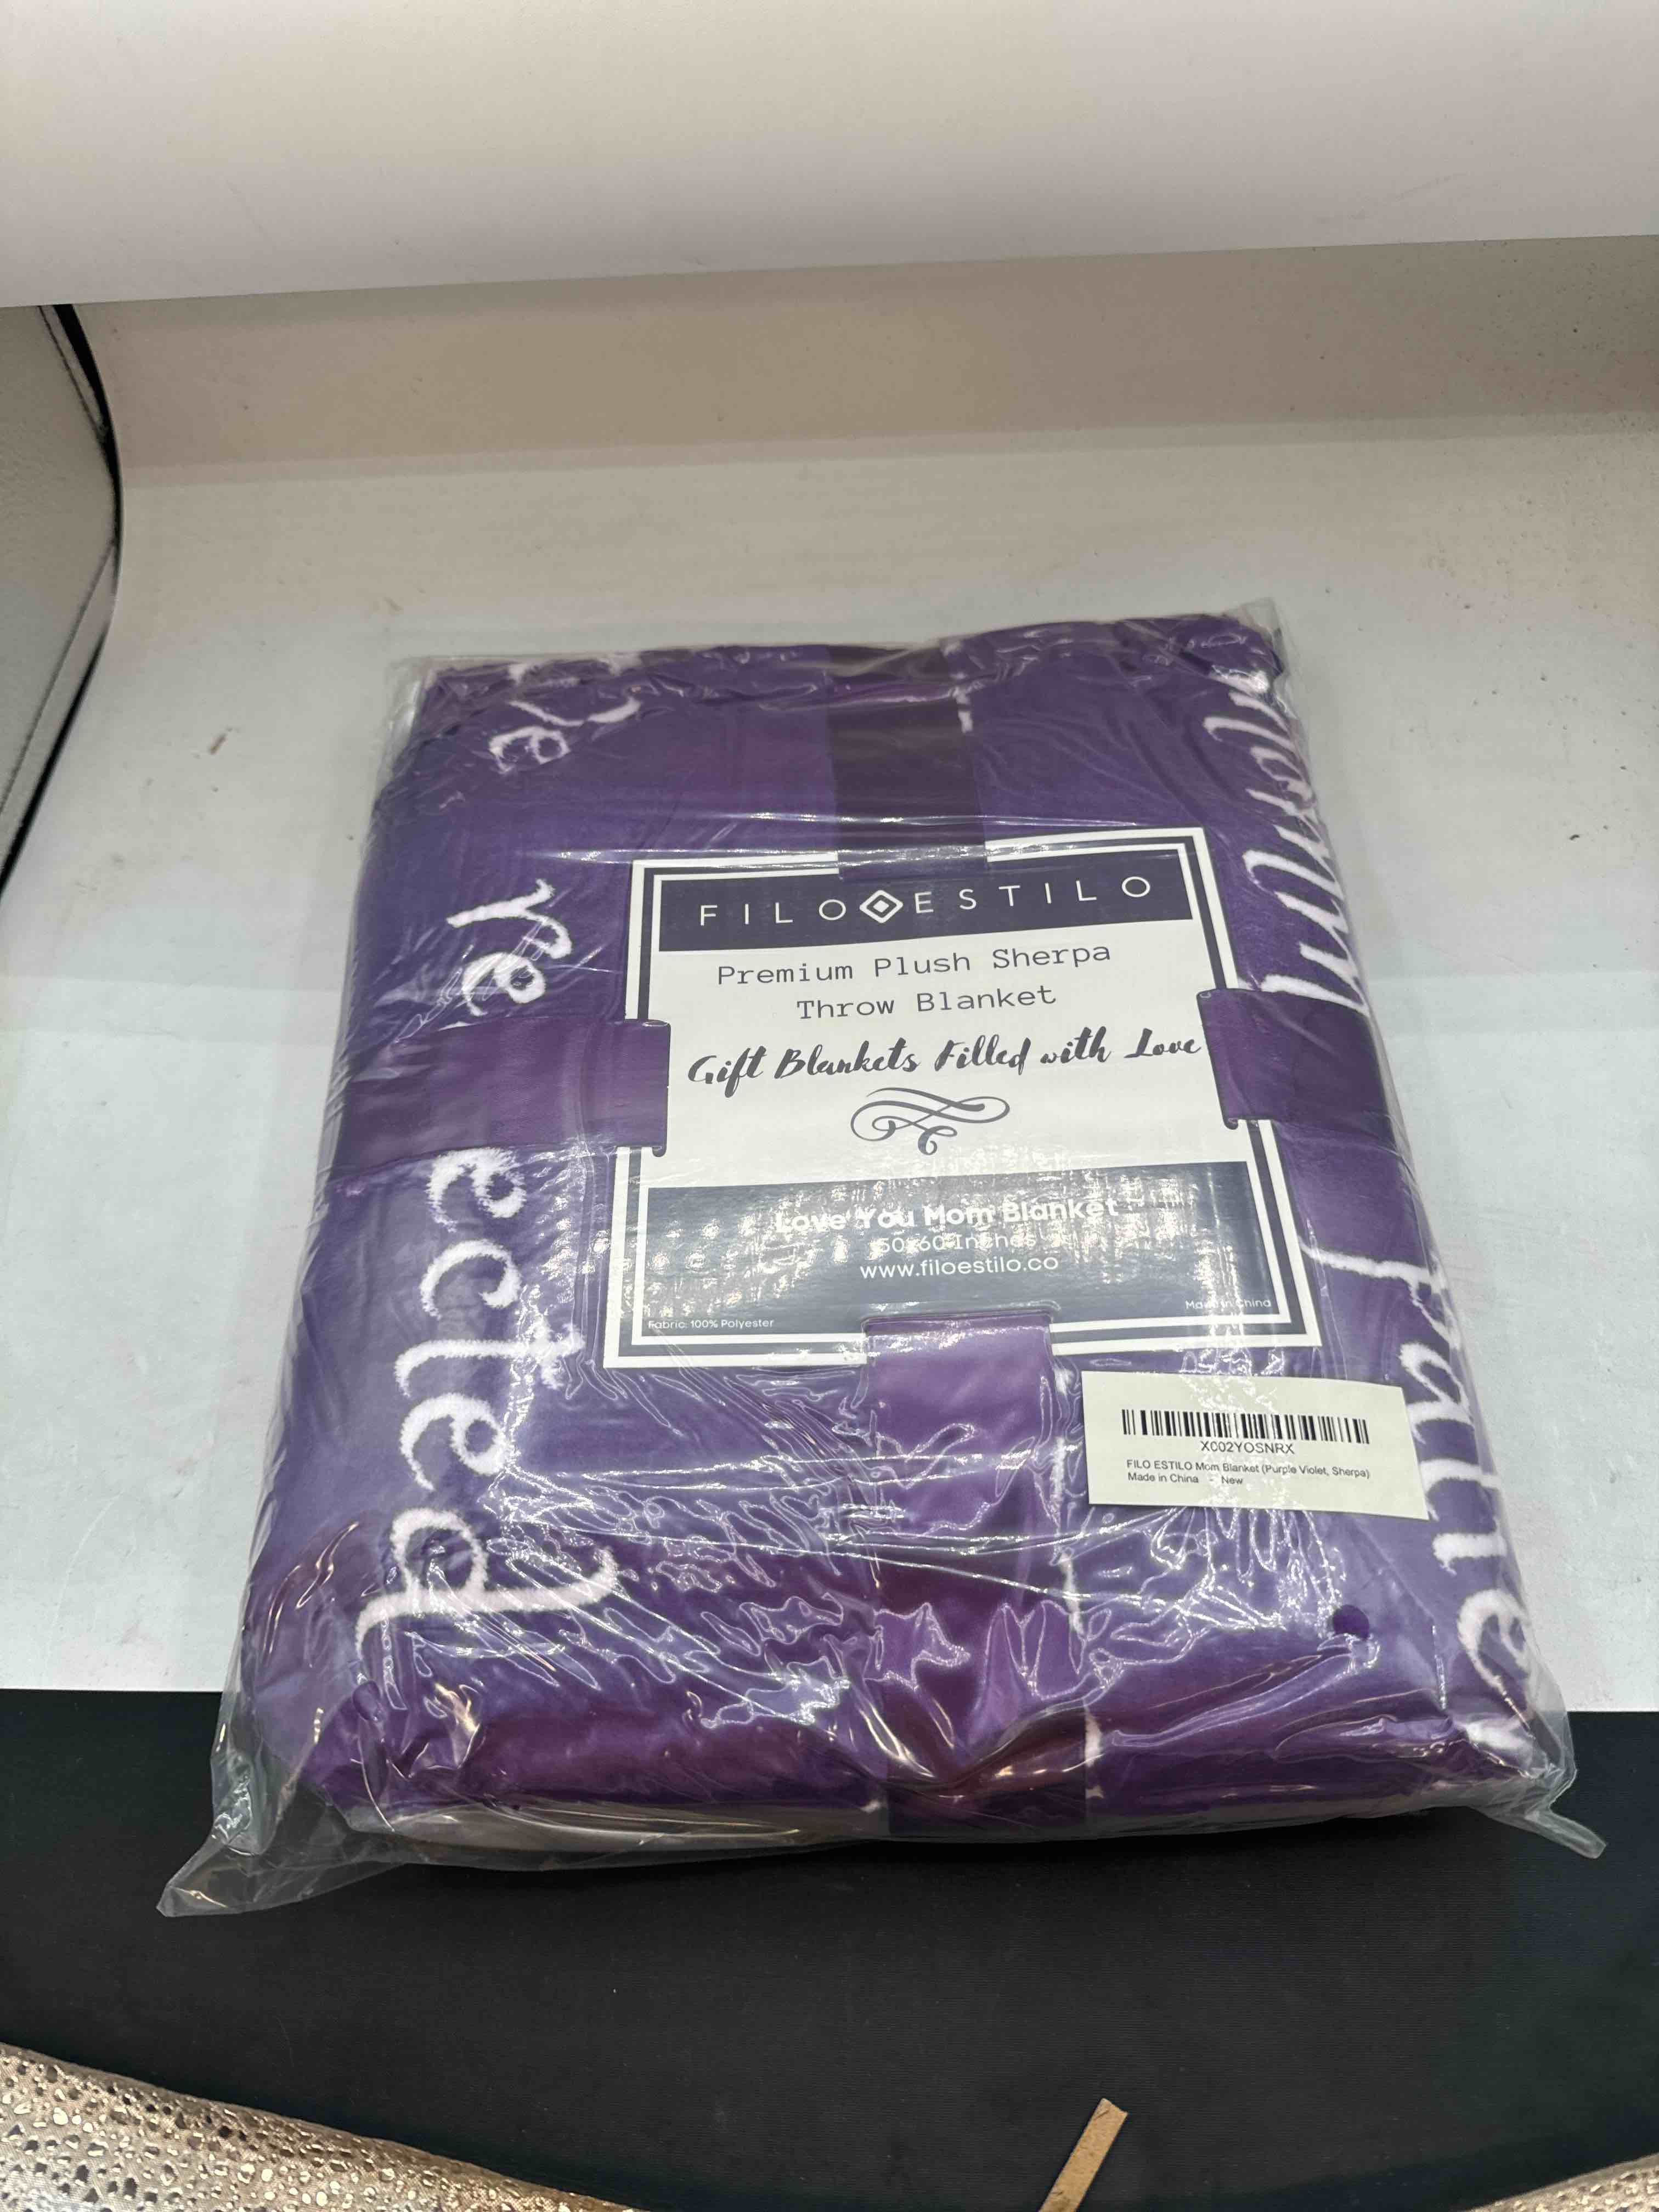 FILO ESTILO
Premium Plush Sherpa
Throw Blanket
Gift Blankets Filled with Love
Love You Mom Blanket
50x60 Inches
www.filoestilo.co
Fabric: 100% Polyester
Made in China
X002YOSNRX
FILO ESTILO Mom Blanket (Purple Violet, Sherpa)
Made in China - New
ected